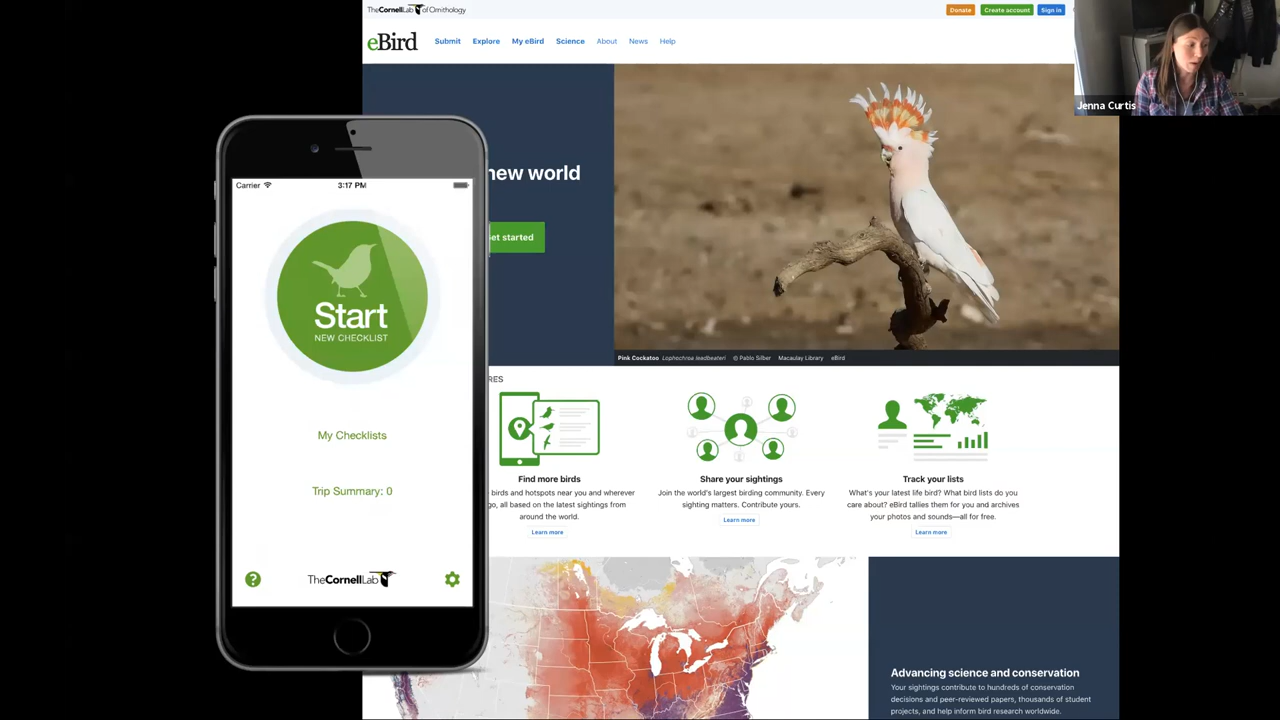 TheCornellLab of Ornithology
Donate
Create account
Sign in
eBird
Submit
Explore
My eBird
Science
About
News
Help
Jenna Curtis
new world
et started
Pink Cockatoo Lophochroa leadbeateri © Pablo Silber Macaulay Library eBird
Carrier
3:17 PM
Start
NEW CHECKLIST
My Checklists
Trip Summary: 0
?
TheCornellLab
RES
Find more birds
birds and hotspots near you and wherever
go, all based on the latest sightings from
around the world.
Learn more
Share your sightings
Join the world's largest birding community. Every
sighting matters. Contribute yours.
Learn more
Track your lists
What's your latest life bird? What bird lists do you
care about? eBird tallies them for you and archives
your photos and sounds—all for free.
Learn more
Advancing science and conservation
Your sightings contribute to hundreds of conservation
decisions and peer-reviewed papers, thousands of student
projects, and help inform bird research worldwide.